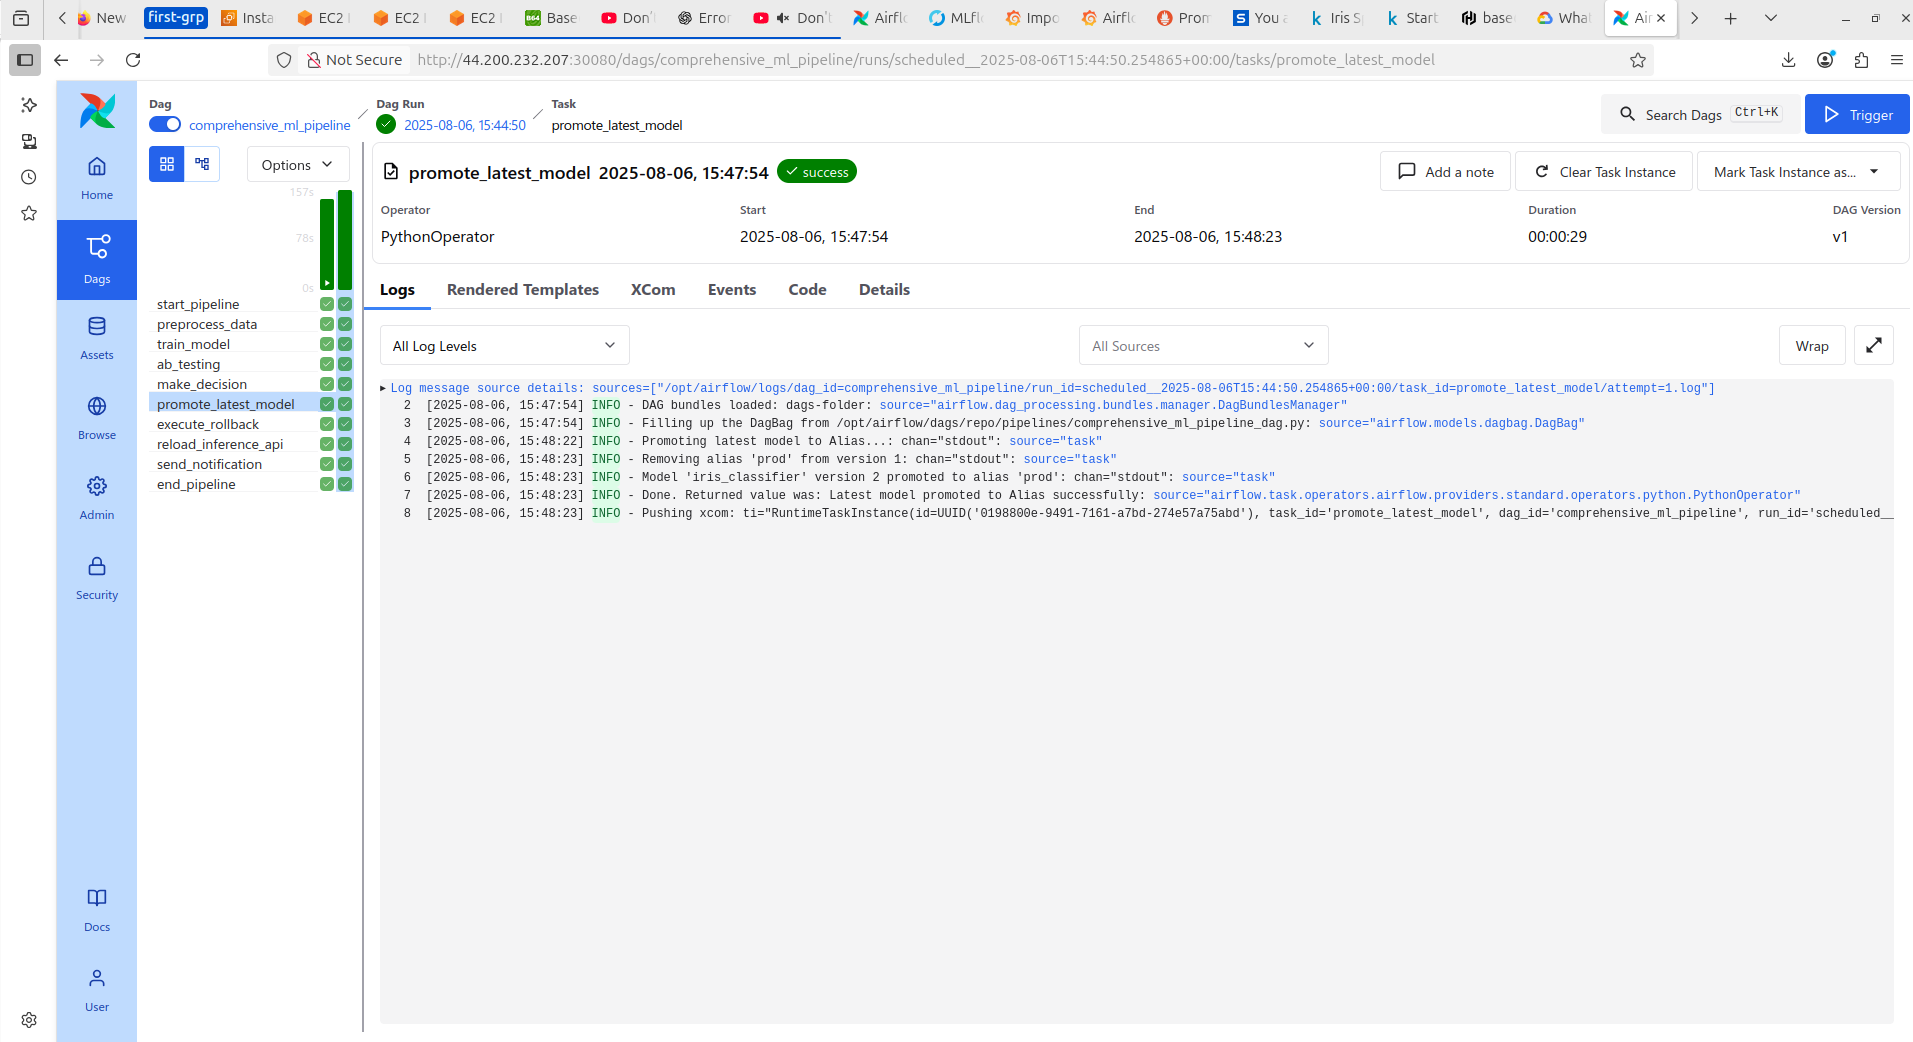 New
first-grp
Insta
EC2
EC2
EC2
B64 Base
Don'
Erro
Don't
Airfl
MLfl
Impo
Airfl
Pron
S You a
k Iris S
k Start
base
Wha
Air
Not Secure
http://44.200.232.207:30080/dags/comprehensive_ml_pipeline/runs/scheduled__2025-08-06T15:44:50.254865+00:00/tasks/promote_latest_model
Home
Dags
Assets
Browse
Admin
Security
Docs
User
Dag
comprehensive_ml_pipeline
Dag Run
2025-08-06, 15:44:50
Task
promote_latest_model
Search Dags Ctrl+K
Trigger
Options
157s
78s
0s
start_pipeline
preprocess_data
train_model
ab_testing
make_decision
promote_latest_model
execute_rollback
reload_inference_api
send_notification
end_pipeline
promote_latest_model 2025-08-06, 15:47:54 success
Add a note
Clear Task Instance
Mark Task Instance as...
Operator
PythonOperator
Start
2025-08-06, 15:47:54
End
2025-08-06, 15:48:23
Duration
00:00:29
DAG Version
v1
Logs Rendered Templates XCom Events Code Details
All Log Levels
All Sources
Wrap
Log message source details: sources=["/opt/airflow/logs/dag_id=comprehensive_ml_pipeline/run_id=scheduled__2025-08-06T15:44:50.254865+00:00/task_id=promote_latest_model/attempt=1.log"]
2 [2025-08-06, 15:47:54] INFO - DAG bundles loaded: dags-folder: source="airflow.dag_processing.bundles.manager.DagBundlesManager"
3 [2025-08-06, 15:47:54] INFO - Filling up the DagBag from /opt/airflow/dags/repo/pipelines/comprehensive_ml_pipeline_dag.py: source="airflow.models.dagbag.DagBag"
4 [2025-08-06, 15:48:22] INFO - Promoting latest model to Alias...: chan="stdout": source="task"
5 [2025-08-06, 15:48:23] INFO - Removing alias 'prod' from version 1: chan="stdout": source="task"
6 [2025-08-06, 15:48:23] INFO - Model 'iris_classifier' version 2 promoted to alias 'prod': chan="stdout": source="task"
7 [2025-08-06, 15:48:23] INFO - Done. Returned value was: Latest model promoted to Alias successfully: source="airflow.task.operators.airflow.providers.standard.operators.python.PythonOperator"
8 [2025-08-06, 15:48:23] INFO - Pushing xcom: ti="RuntimeTaskInstance(id=UUID('0198800e-9491-7161-a7bd-274e57a75abd'), task_id='promote_latest_model', dag_id='comprehensive_ml_pipeline', run_id='scheduled__